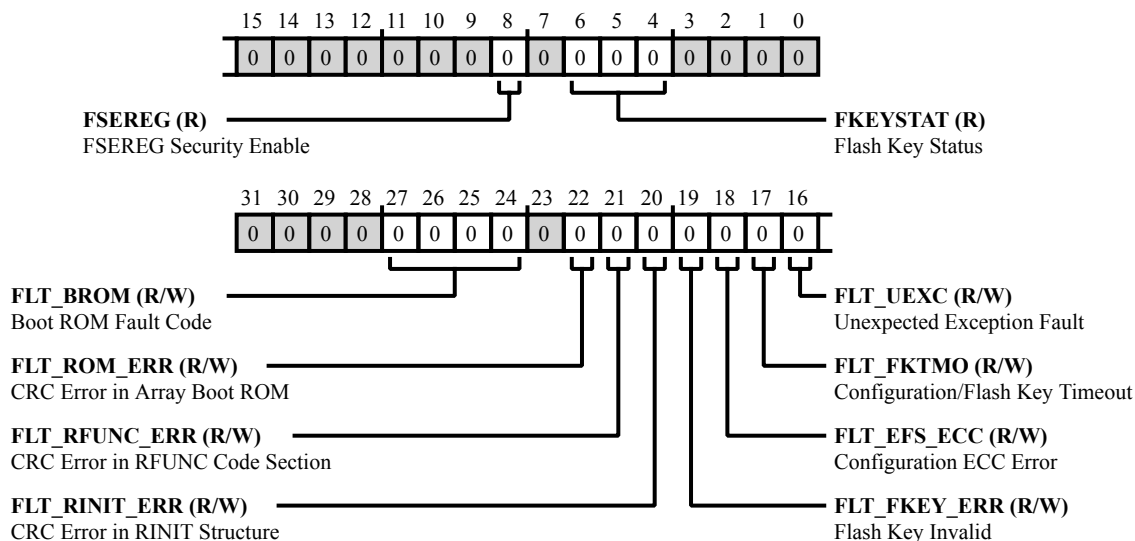 15 14 13 12 11 10 9 8 7 6 5 4 3 2 1 0
0 0 0 0 0 0 0 0 0 0 0 0 0 0 0 0
FSEREG (R)
FSEREG Security Enable
FKEYSTAT (R)
Flash Key Status
31 30 29 28 27 26 25 24 23 22 21 20 19 18 17 16
0 0 0 0 0 0 0 0 0 0 0 0 0 0 0 0
FLT_BROM (R/W)
Boot ROM Fault Code
FLT_UEXC (R/W)
Unexpected Exception Fault
FLT_ROM_ERR (R/W)
CRC Error in Array Boot ROM
FLT_FKTMO (R/W)
Configuration/Flash Key Timeout
FLT_RFUNC_ERR (R/W)
CRC Error in RFUNC Code Section
FLT_EFS_ECC (R/W)
Configuration ECC Error
FLT_RINIT_ERR (R/W)
CRC Error in RINIT Structure
FLT_FKEY_ERR (R/W)
Flash Key Invalid